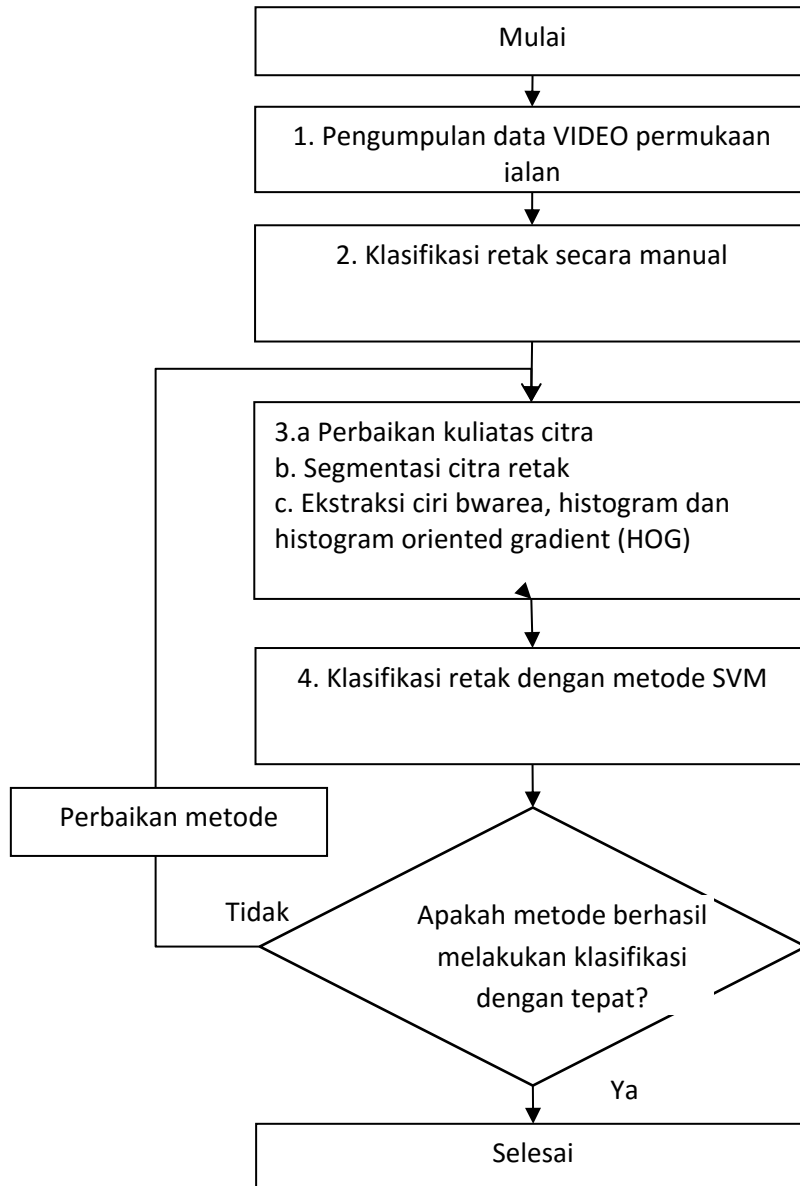 Mulai
1. Pengumpulan data VIDEO permukaan
jalan
2. Klasifikasi retak secara manual
3.a Perbaikan kuliatas citra
b. Segmentasi citra retak
c. Ekstraksi ciri bwarea, histogram dan
histogram oriented gradient (HOG)
4. Klasifikasi retak dengan metode SVM
Perbaikan metode
Tidak
Apakah metode berhasil
melakukan klasifikasi
dengan tepat?
Ya
Selesai